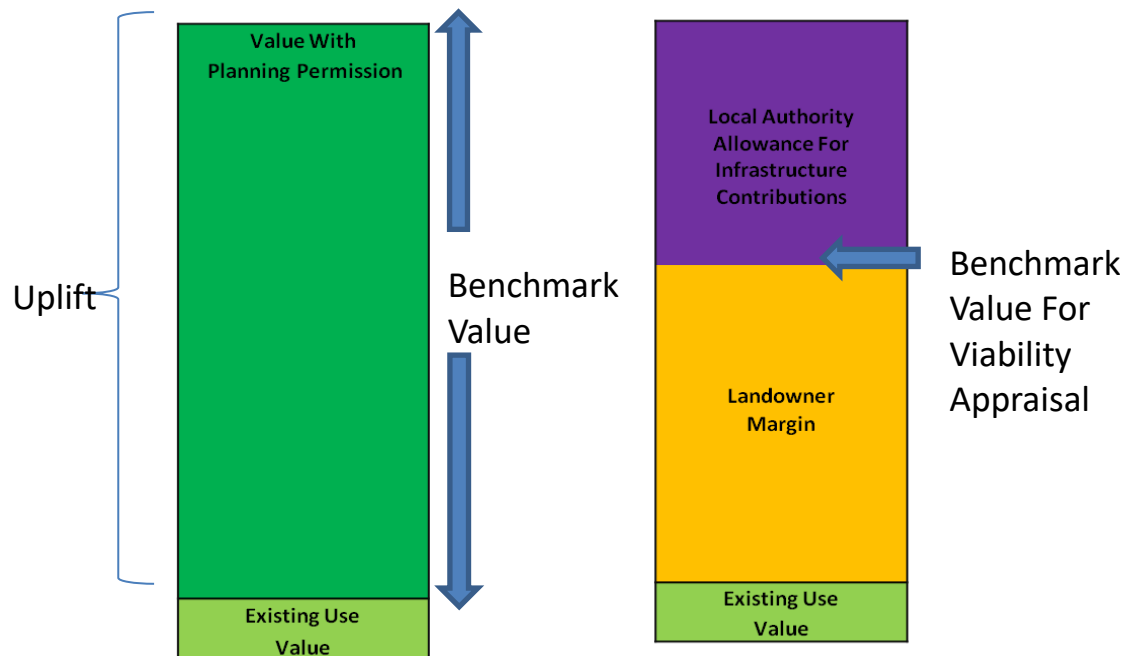 Uplift
Value With
Planning Permission
Existing Use
Value
Benchmark
Value
Local Authority
Allowance For
Infrastructure
Contributions
Landowner
Margin
Existing Use
Value
Benchmark
Value For
Viability
Appraisal